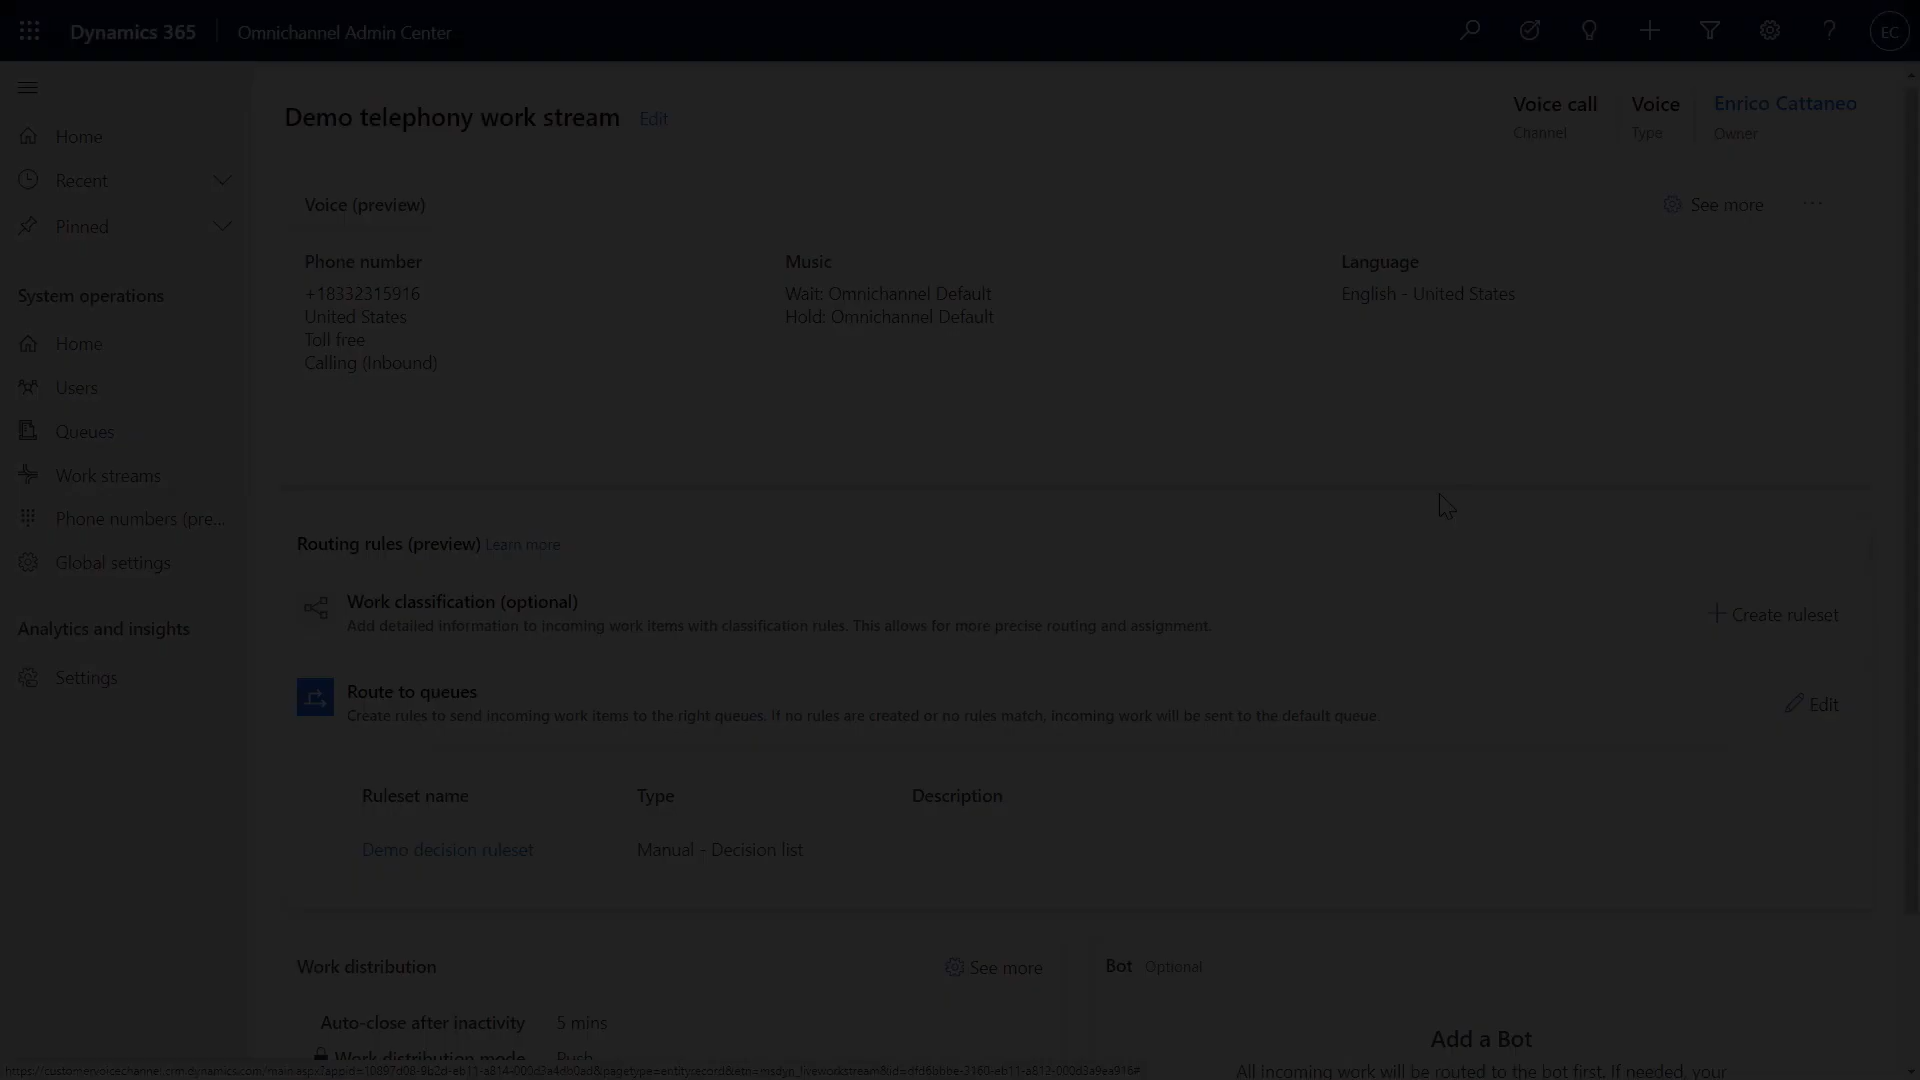 Dynamics 365
Omnichannel Admin Center
EC
Home
Recent
Pinned
System operations
Home
Users
Queues
Work streams
Phone numbers (pre...
Global settings
Analytics and insights
Settings
Demo telephony work stream Edit
Voice call
Channel
Voice
Type
Enrico Cattaneo
Owner
Voice (preview)
See more
Phone number
+18332315916
United States
Toll free
Calling (Inbound)
Music
Wait: Omnichannel Default
Hold: Omnichannel Default
Language
English - United States
Routing rules (preview) Learn more
Work classification (optional)
Add detailed information to incoming work items with classification rules. This allows for more precise routing and assignment.
Create ruleset
Route to queues
Create rules to send incoming work items to the right queues. If no rules are created or no rules match, incoming work will be sent to the default queue.
Edit
Ruleset name Type Description
Demo decision ruleset Manual - Decision list
Work distribution
See more
Auto-close after inactivity 5 mins
Work distribution mode Push
Bot Optional
Add a Bot
All incoming work will be routed to the bot first. If needed, your